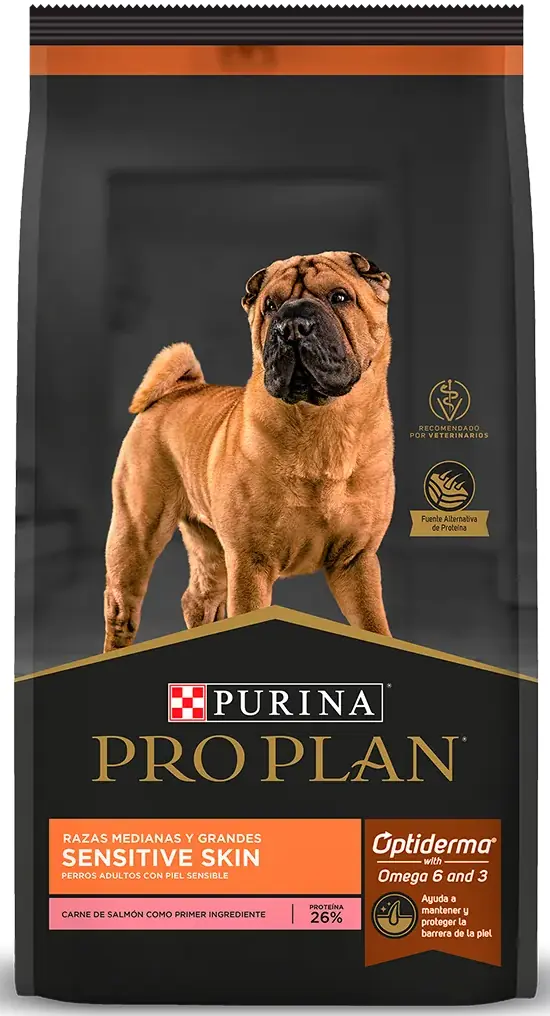 RECOMENDADO
POR VETERINARIOS
Fuente Alternativa
de Proteína
PURINA®
PRO PLAN®
RAZAS MEDIANAS Y GRANDES
SENSITIVE SKIN
PERROS ADULTOS CON PIEL SENSIBLE
CARNE DE SALMÓN COMO PRIMER INGREDIENTE
PROTEÍNA
26%
Optiderma®
with
Omega 6 and 3
Ayuda a
mantener y
proteger la
barrera de la piel